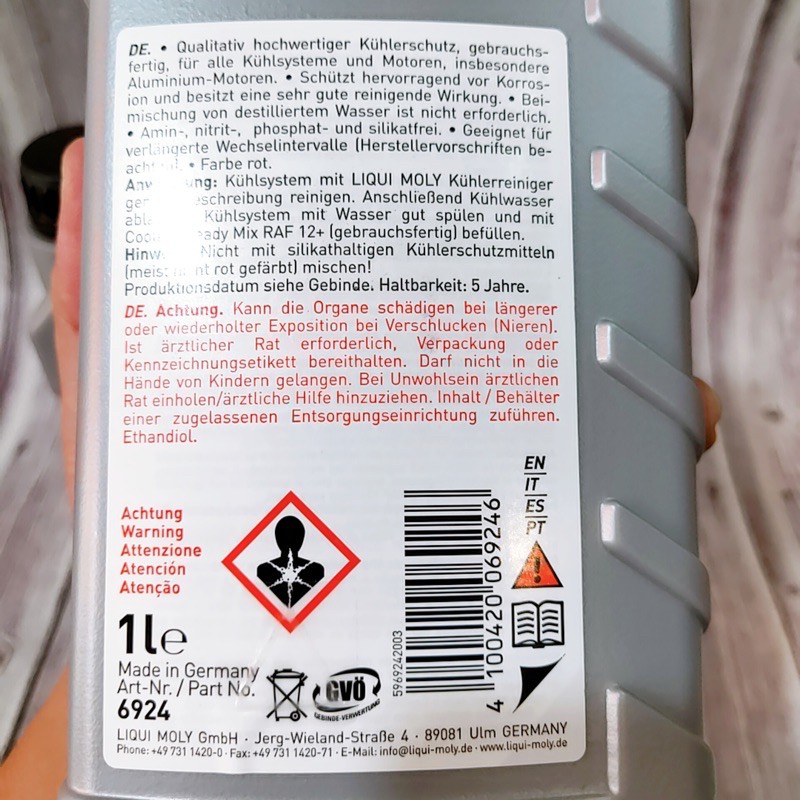 DE. • Qualitativ hochwertiger Kühlerschutz, gebrauchs-
fertig, für alle Kühlsysteme und Motoren, insbesondere
Aluminium-Motoren. • Schützt hervorragend vor Korros-
ion und besitzt eine sehr gute reinigende Wirkung. • Bei-
mischung von destilliertem Wasser ist nicht erforderlich.
• Amin-, nitrit-, phosphat- und silikatfrei. • Geeignet für
verlängerte Wechselintervalle (Herstellervorschriften be-
• Farbe rot.
Kühlsystem mit LIQUI MOLY Kühlerreiniger
reinigen. Anschließend Kühlwasser
Kühlsystem mit Wasser gut spülen und mit
Mix RAF 12+ (gebrauchsfertig) befüllen.
Nicht mit silikathaltigen Kühlerschutzmitteln
rot gefärbt) mischen!
Produktionsdatum siehe Gebinde. Haltbarkeit: 5 Jahre.
DE. Achtung. Kann die Organe schädigen bei längerer
oder wiederholter Exposition bei Verschlucken (Nieren).
Ist ärztlicher Rat erforderlich, Verpackung oder
Kennzeichnungsetikett bereithalten. Darf nicht in die
Hände von Kindern gelangen. Bei Unwohlsein ärztlichen
Rat einholen/ärztliche Hilfe hinzuziehen. Inhalt / Behälter
einer zugelassenen Entsorgungseinrichtung zuführen.
Ethandiol.
EN
IT
ES
PT
Achtung
Warning
Attenzione
Atención
Atenção
1l e
Made in Germany
Art-Nr. / Part No.
6924
GVÖ
GEBINDE-VERWERTUNG
5969242003
4 100420 069246
LIQUI MOLY GmbH · Jerg-Wieland-Straße 4 · 89081 Ulm GERMANY
Phone: +49 731 1420-0 · Fax: +49 731 1420-71 · E-Mail: info@liqui-moly.de · www.liqui-moly.de